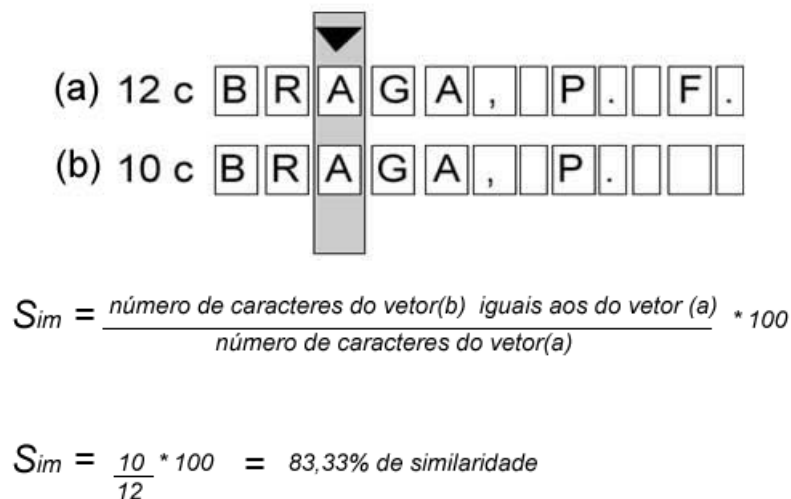 (a) 12 c B R A G A , P . F .
(b) 10 c B R A G A , P .
Sim = número de caracteres do vetor(b) iguais aos do vetor (a) * 100
número de caracteres do vetor(a)
Sim = 10 * 100 = 83,33% de similaridade
12